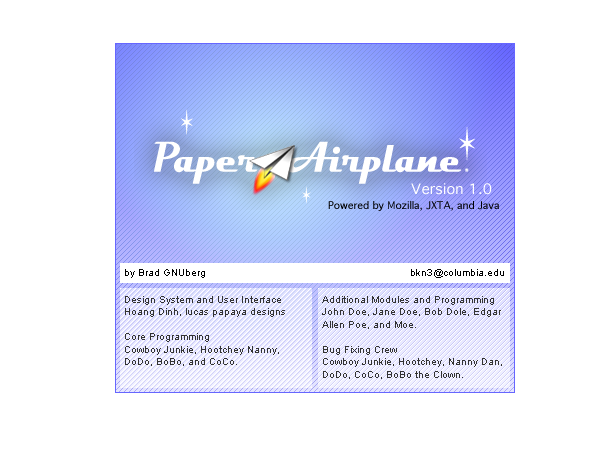 Paper Airplane
Version 1.0
Powered by Mozilla, JXTA, and Java
by Brad GNUberg
bkn3@columbia.edu
Design System and User Interface
Hoang Dinh, lucas papaya designs
Core Programming
Cowboy Junkie, Hootchey Nanny,
DoDo, BoBo, and CoCo.
Additional Modules and Programming
John Doe, Jane Doe, Bob Dole, Edgar
Allen Poe, and Moe.
Bug Fixing Crew
Cowboy Junkie, Hootchey, Nanny Dan,
DoDo, CoCo, BoBo the Clown.